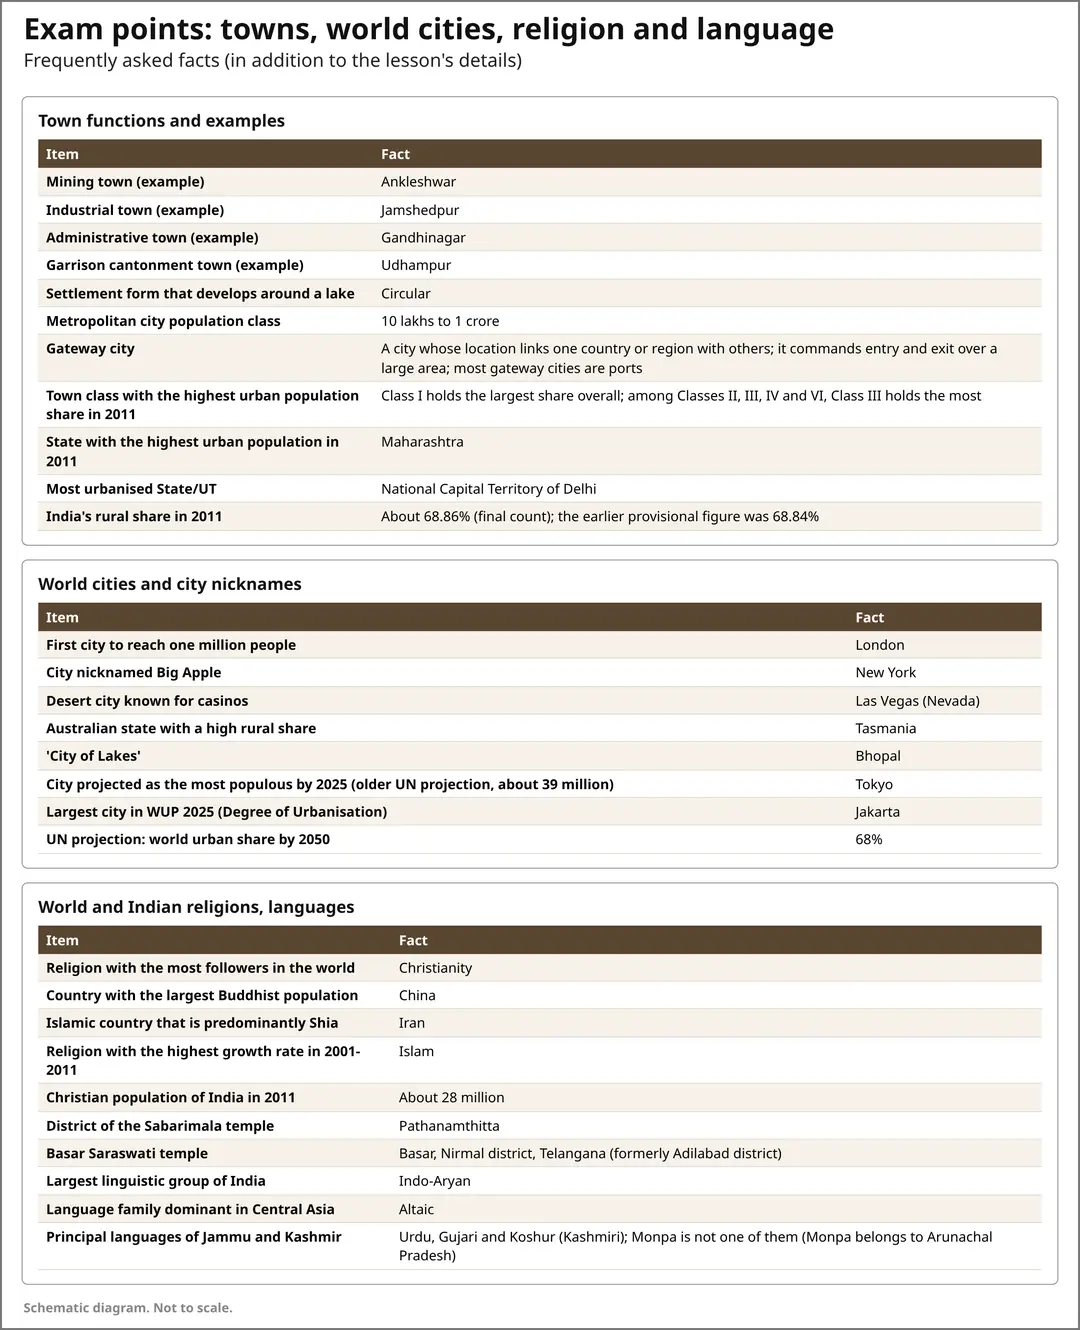 Exam points: towns, world cities, religion and language
Frequently asked facts (in addition to the lesson's details)
Town functions and examples
Item Fact
Mining town (example) Ankleshwar
Industrial town (example) Jamshedpur
Administrative town (example) Gandhinagar
Garrison cantonment town (example) Udhampur
Settlement form that develops around a lake Circular
Metropolitan city population class 10 lakhs to 1 crore
Gateway city A city whose location links one country or region with others; it commands entry and exit over a
large area; most gateway cities are ports
Town class with the highest urban population Class I holds the largest share overall; among Classes II, III, IV and VI, Class III holds the most
share in 2011
State with the highest urban population in Maharashtra
2011
Most urbanised State/UT National Capital Territory of Delhi
India's rural share in 2011 About 68.86% (final count); the earlier provisional figure was 68.84%
World cities and city nicknames
Item Fact
First city to reach one million people London
City nicknamed Big Apple New York
Desert city known for casinos Las Vegas (Nevada)
Australian state with a high rural share Tasmania
'City of Lakes' Bhopal
City projected as the most populous by 2025 (older UN projection, about 39 million) Tokyo
Largest city in WUP 2025 (Degree of Urbanisation) Jakarta
UN projection: world urban share by 2050 68%
World and Indian religions, languages
Item Fact
Religion with the most followers in the world Christianity
Country with the largest Buddhist population China
Islamic country that is predominantly Shia Iran
Religion with the highest growth rate in 2001- Islam
2011
Christian population of India in 2011 About 28 million
District of the Sabarimala temple Pathanamthitta
Basar Saraswati temple Basar, Nirmal district, Telangana (formerly Adilabad district)
Largest linguistic group of India Indo-Aryan
Language family dominant in Central Asia Altaic
Principal languages of Jammu and Kashmir Urdu, Gujari and Koshur (Kashmiri); Monpa is not one of them (Monpa belongs to Arunachal
Pradesh)
Schematic diagram. Not to scale.